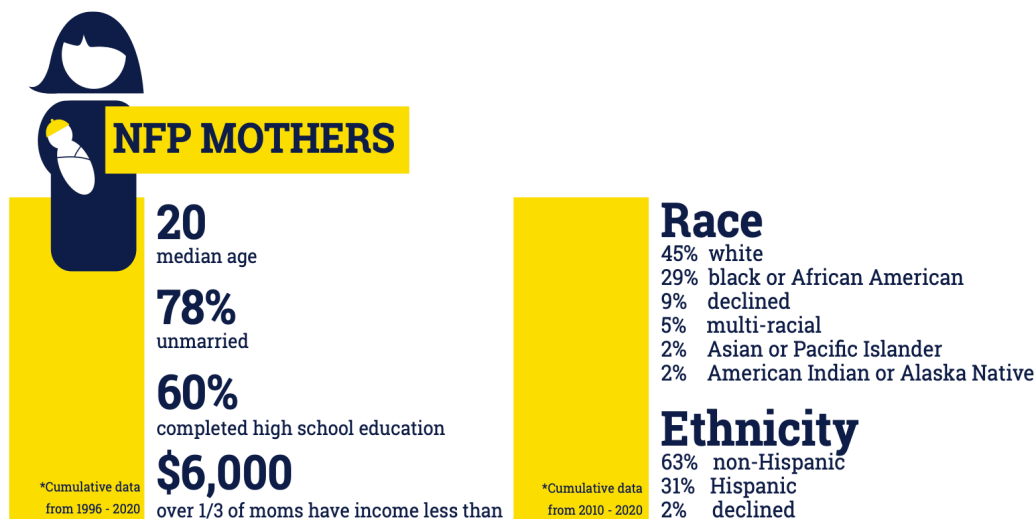 NFP MOTHERS
20
median age
78%
unmarried
60%
completed high school education
$6,000
over 1/3 of moms have income less than
*Cumulative data
from 1996 - 2020
Race
45% white
29% black or African American
9% declined
5% multi-racial
2% Asian or Pacific Islander
2% American Indian or Alaska Native
Ethnicity
63% non-Hispanic
31% Hispanic
2% declined
*Cumulative data
from 2010 - 2020